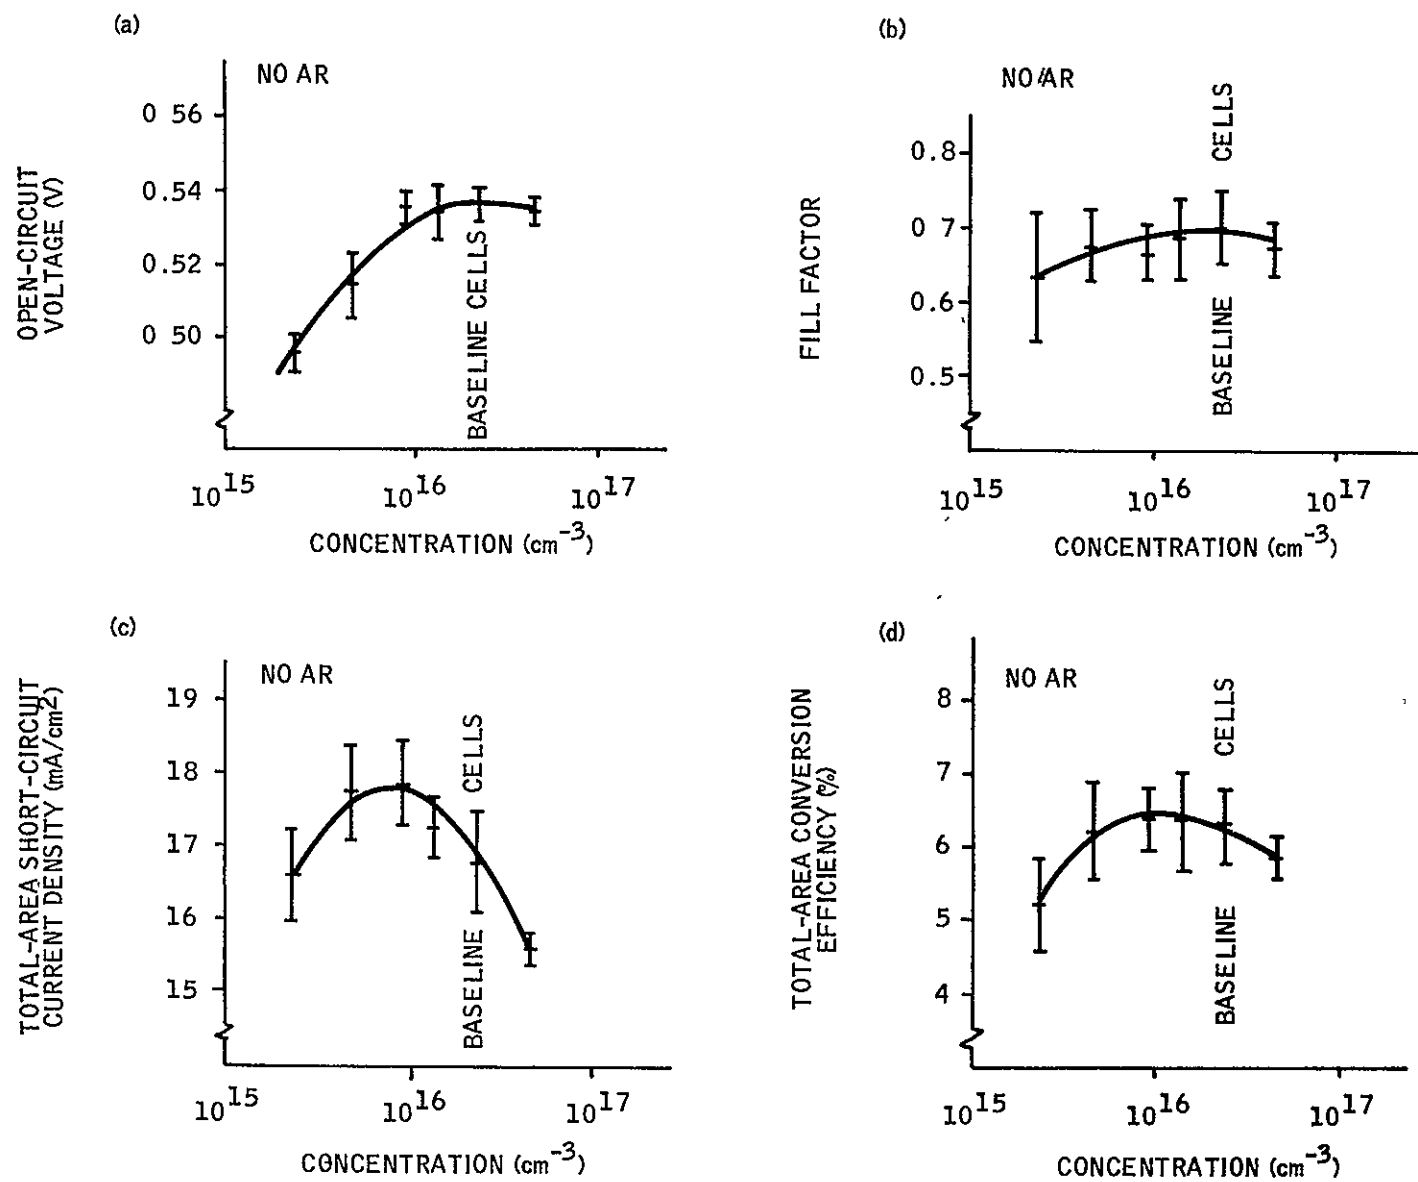 (a)
NO AR
OPEN-CIRCUIT
VOLTAGE (V)
0 56
0.54
0.52
0 50
BASELINE CELLS
10^15
10^16
10^17
CONCENTRATION (cm^-3)
(b)
NO AR
FILL FACTOR
0.8
0.7
0.6
0.5
BASELINE CELLS
10^15
10^16
10^17
CONCENTRATION (cm^-3)
(c)
NO AR
TOTAL-AREA SHORT-CIRCUIT
CURRENT DENSITY (mA/cm^2)
19
18
17
16
15
BASELINE CELLS
10^15
10^16
10^17
CONCENTRATION (cm^-3)
(d)
NO AR
TOTAL-AREA CONVERSION
EFFICIENCY (%)
8
7
6
5
4
BASELINE CELLS
10^15
10^16
10^17
CONCENTRATION (cm^-3)